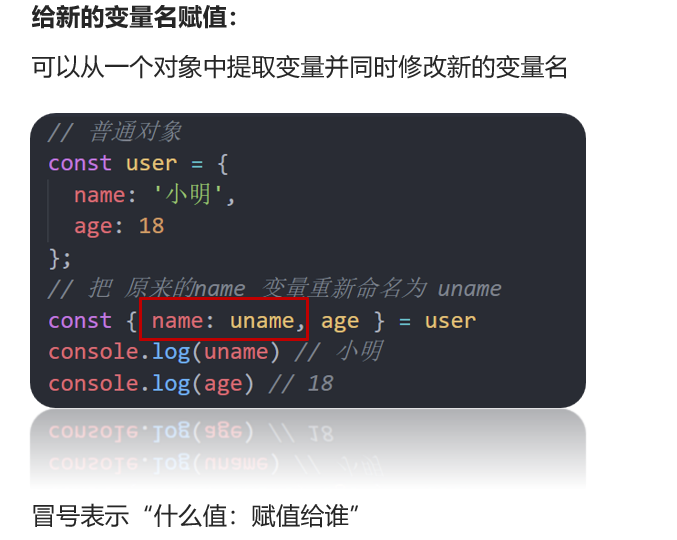 给新的变量名赋值：
可以从一个对象中提取变量并同时修改新的变量名
// 普通对象
const user = {
  name: '小明',
  age: 18
};
// 把 原来的name 变量重新命名为 uname
const { name: uname, age } = user
console.log(uname) // 小明
console.log(age) // 18
冒号表示“什么值：赋值给谁”